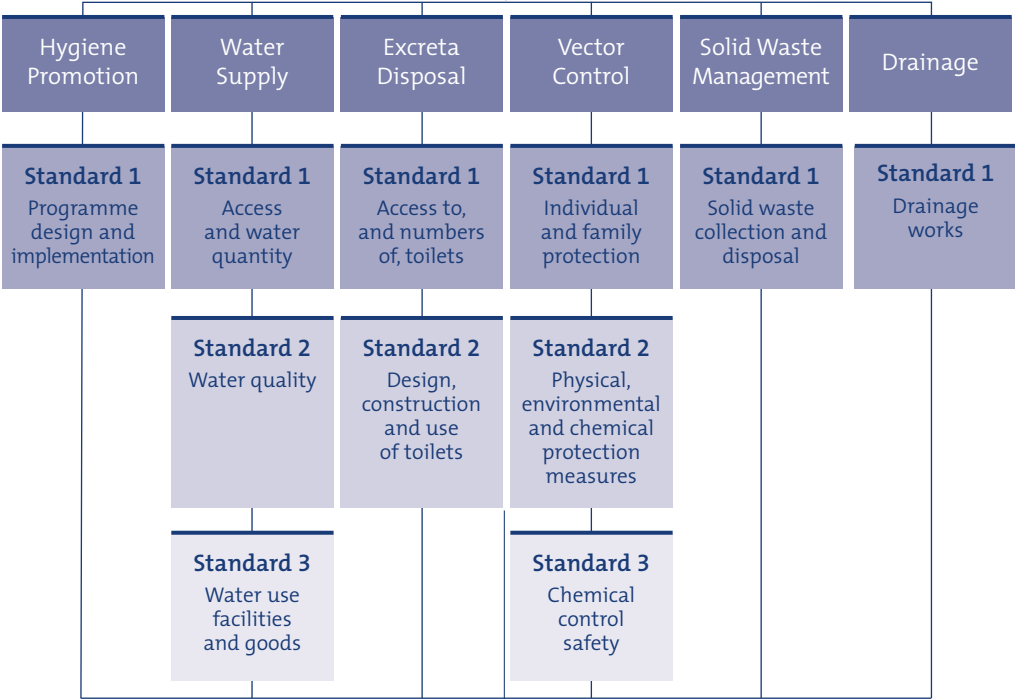 Hygiene
Promotion
Water
Supply
Excreta
Disposal
Vector
Control
Solid Waste
Management
Drainage
Standard 1
Programme
design and
implementation
Standard 1
Access
and water
quantity
Standard 1
Access to,
and numbers
of, toilets
Standard 1
Individual
and family
protection
Standard 1
Solid waste
collection and
disposal
Standard 1
Drainage
works
Standard 2
Water quality
Standard 2
Design,
construction
and use
of toilets
Standard 2
Physical,
environmental
and chemical
protection
measures
Standard 3
Water use
facilities
and goods
Standard 3
Chemical
control
safety